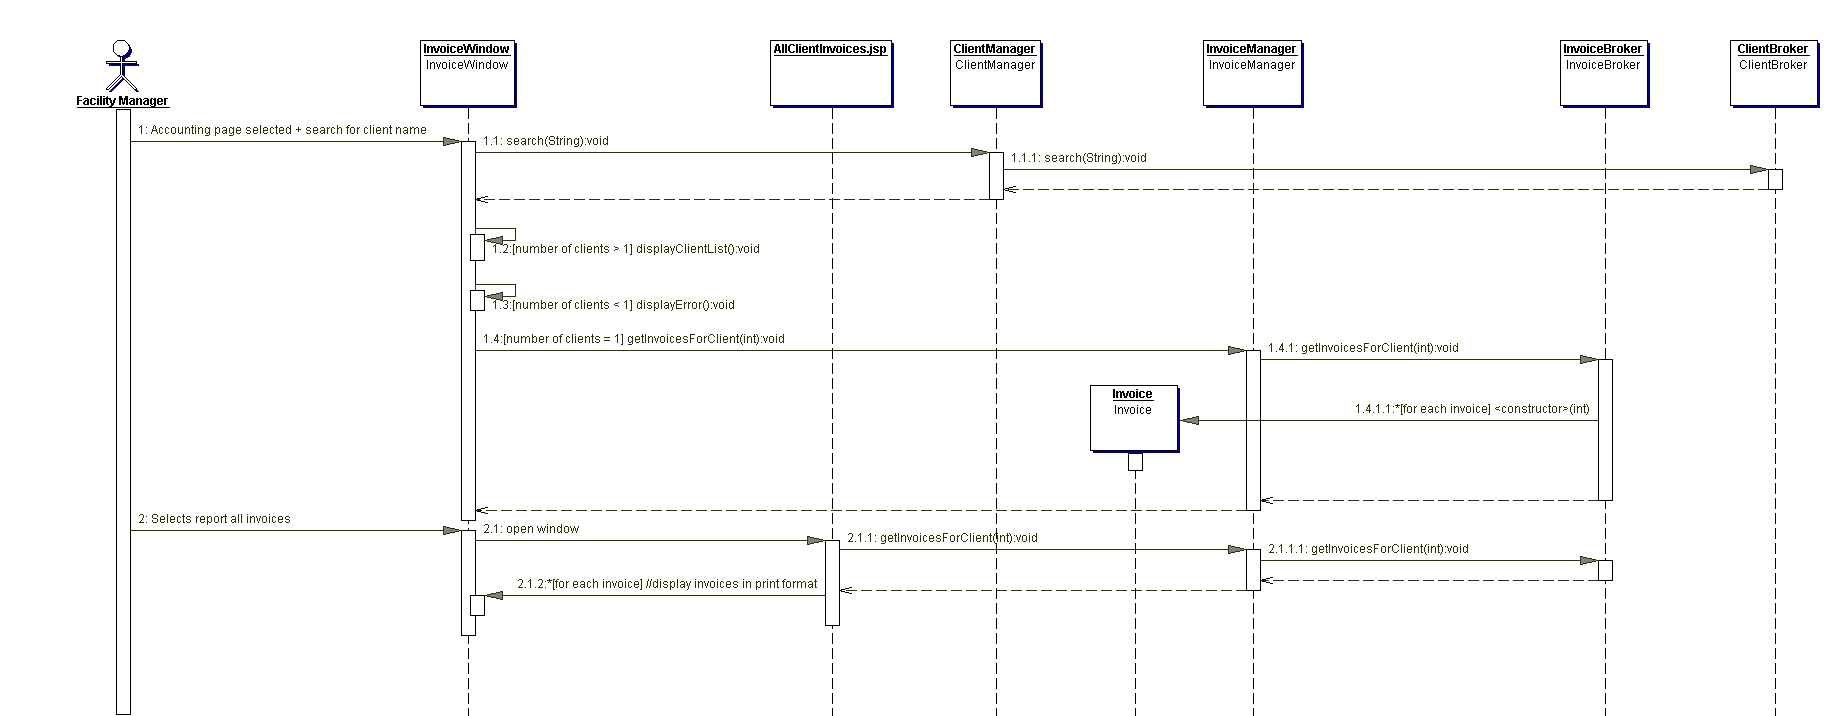 InvoiceWindow
InvoiceWindow
AllClientInvoices.jsp
ClientManager
ClientManager
InvoiceManager
InvoiceManager
InvoiceBroker
InvoiceBroker
ClientBroker
ClientBroker
Facility Manager
1: Accounting page selected + search for client name
1.1: search(String):void
1.1.1: search(String):void
1.2:[number of clients > 1] displayClientList():void
1.3:[number of clients < 1] displayError():void
1.4:[number of clients = 1] getInvoicesForClient(int):void
1.4.1: getInvoicesForClient(int):void
Invoice
Invoice
1.4.1.1:*[for each invoice] <constructor>(int)
2: Selects report all invoices
2.1: open window
2.1.1: getInvoicesForClient(int):void
2.1.1.1: getInvoicesForClient(int):void
2.1.2:*[for each invoice] //display invoices in print format